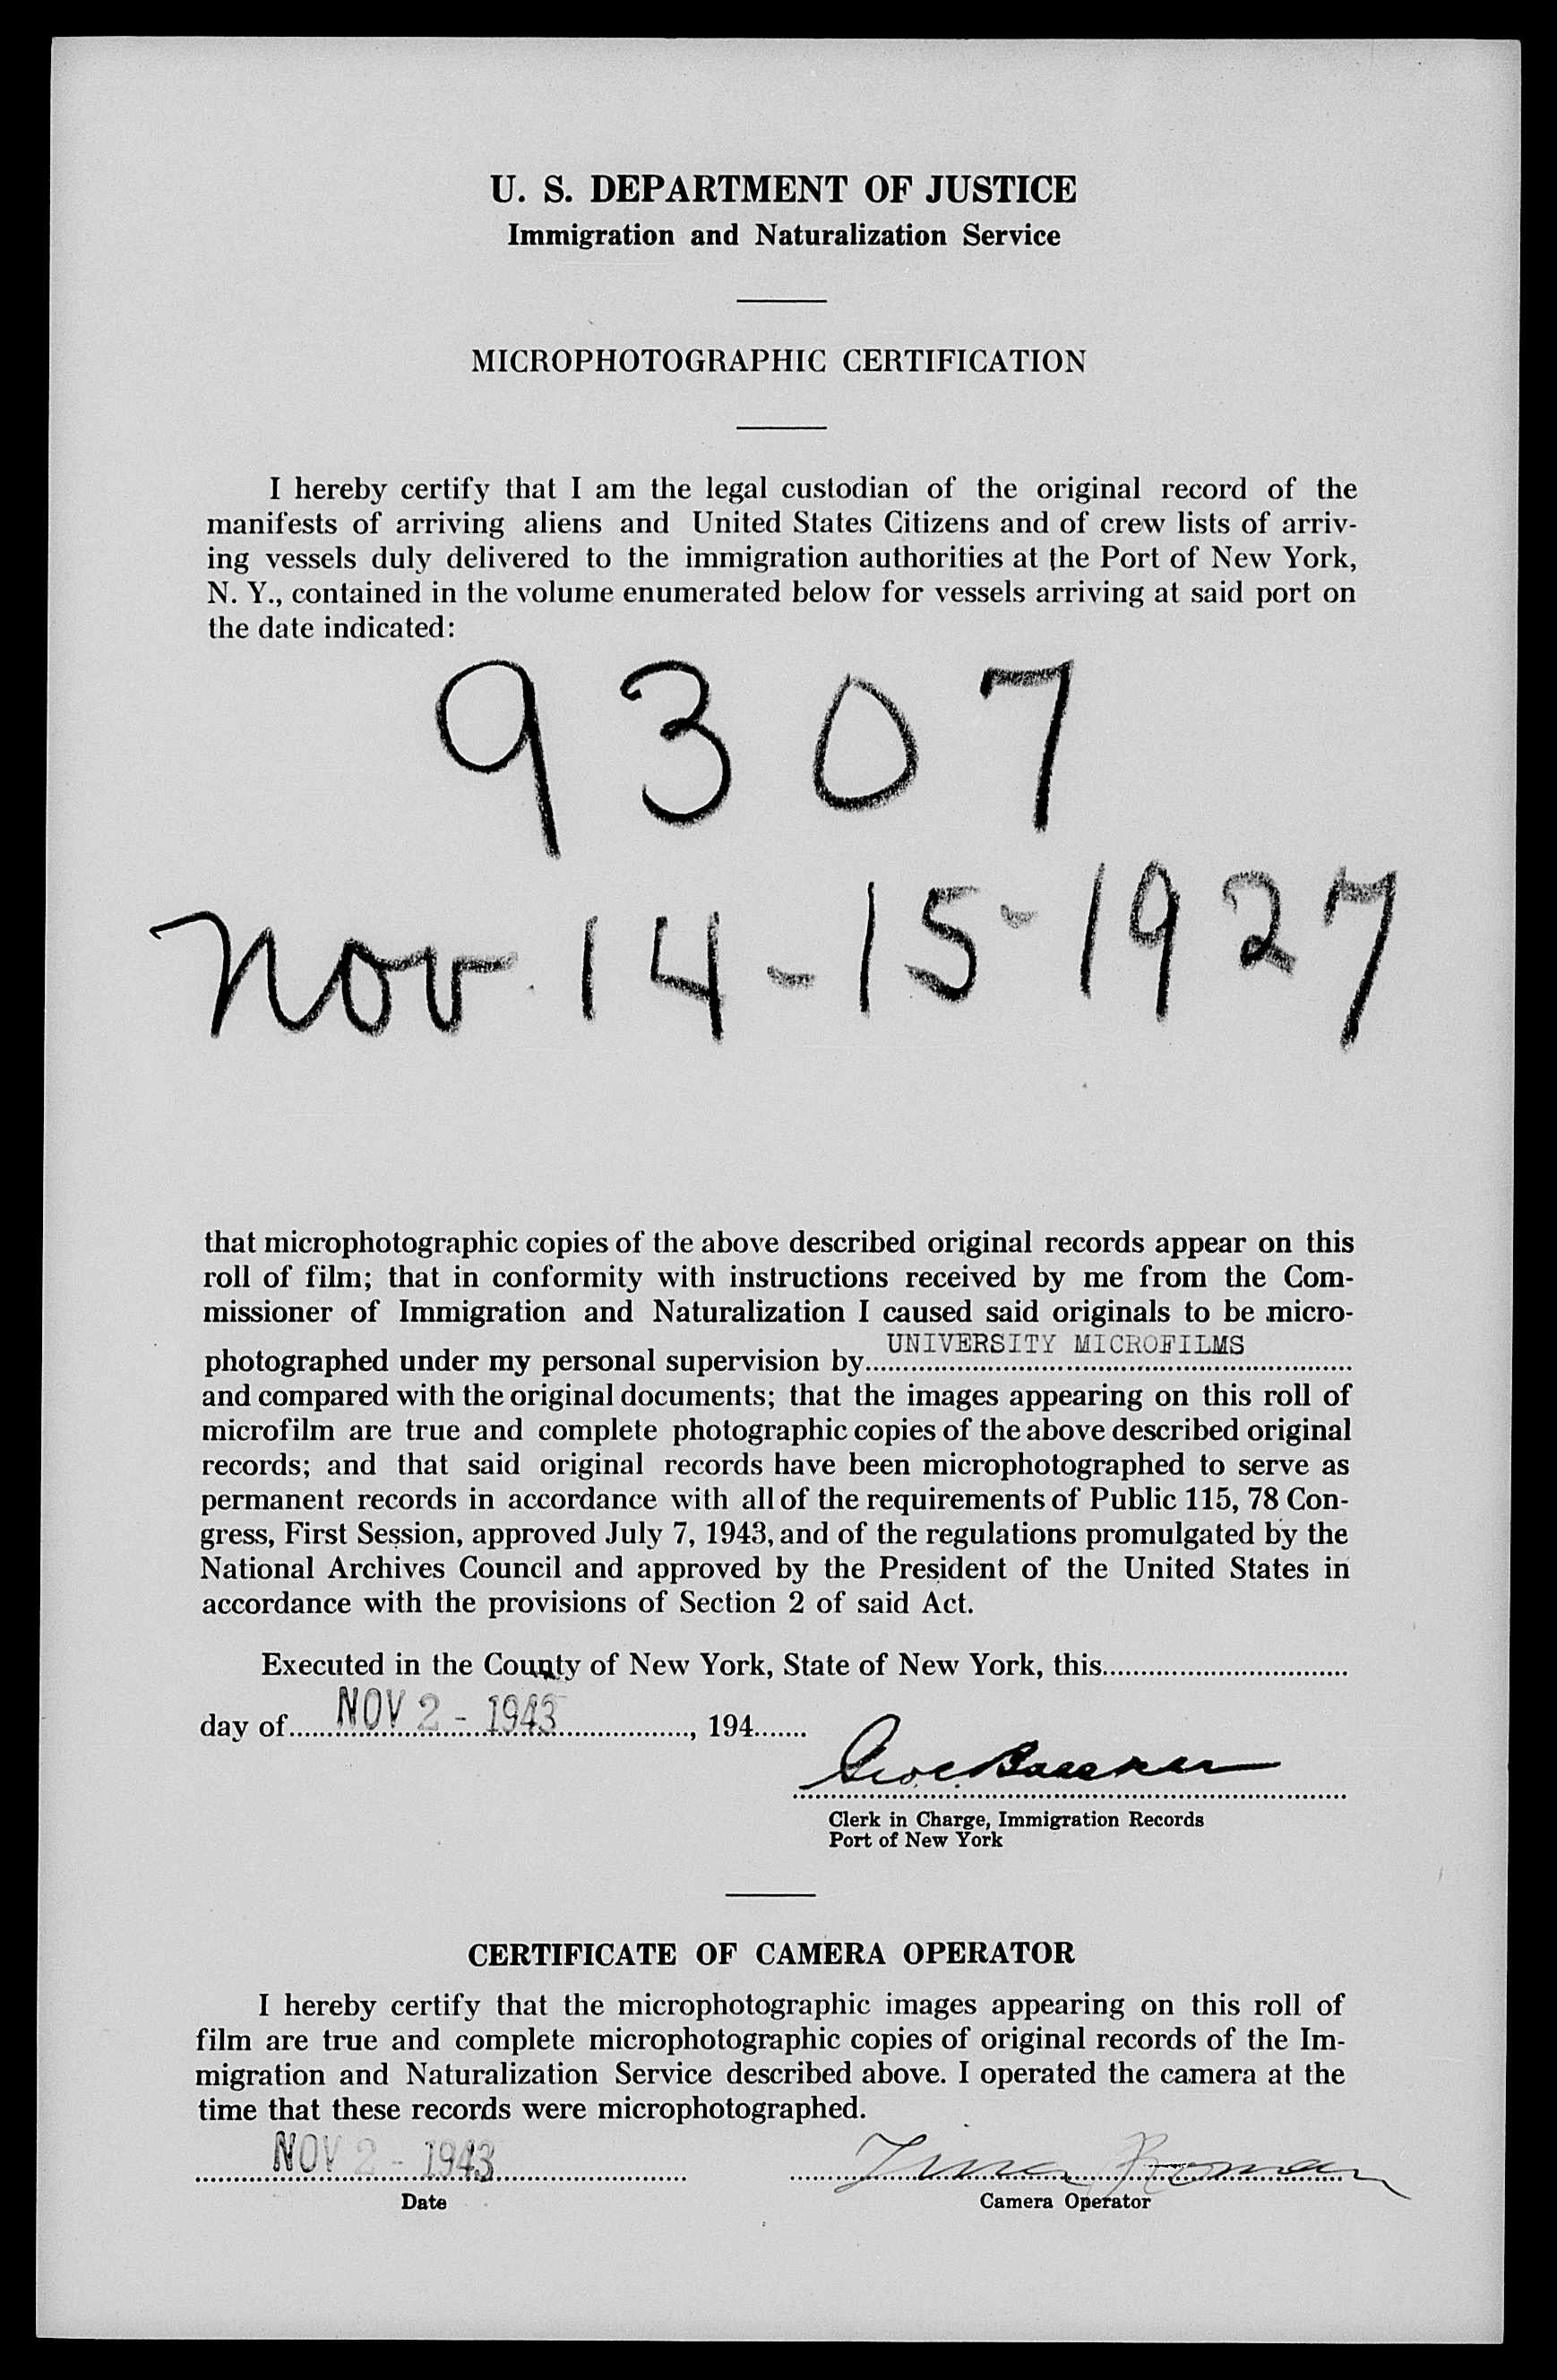 U. S. DEPARTMENT OF JUSTICE
Immigration and Naturalization Service
MICROPHOTOGRAPHIC CERTIFICATION
I hereby certify that I am the legal custodian of the original record of the
manifests of arriving aliens and United States Citizens and of crew lists of arriv-
ing vessels duly delivered to the immigration authorities at the Port of New York,
N. Y., contained in the volume enumerated below for vessels arriving at said port on
the date indicated:
9307
Nov. 14-15-1927
that microphotographic copies of the above described original records appear on this
roll of film; that in conformity with instructions received by me from the Com-
missioner of Immigration and Naturalization I caused said originals to be micro-
photographed under my personal supervision by UNIVERSITY MICROFILMS
and compared with the original documents; that the images appearing on this roll of
microfilm are true and complete photographic copies of the above described original
records; and that said original records have been microphotographed to serve as
permanent records in accordance with all of the requirements of Public 115, 78 Con-
gress, First Session, approved July 7, 1943, and of the regulations promulgated by the
National Archives Council and approved by the President of the United States in
accordance with the provisions of Section 2 of said Act.
Executed in the County of New York, State of New York, this
day of NOV 2 - 1943, 194
Clerk in Charge, Immigration Records
Port of New York
CERTIFICATE OF CAMERA OPERATOR
I hereby certify that the microphotographic images appearing on this roll of
film are true and complete microphotographic copies of original records of the Im-
migration and Naturalization Service described above. I operated the camera at the
time that these records were microphotographed.
NOV 2 - 1943
Date
Camera Operator